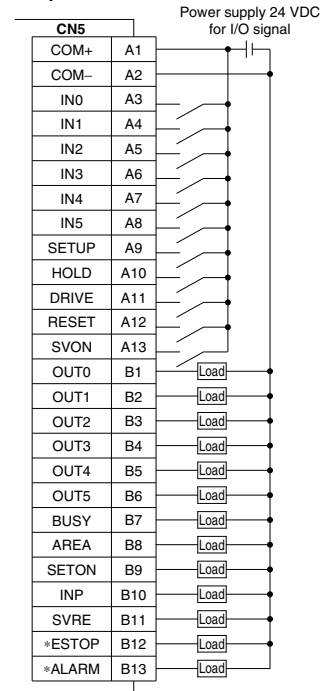 Power supply 24 VDC
for I/O signal
CN5
COM+ A1
COM− A2
IN0 A3
IN1 A4
IN2 A5
IN3 A6
IN4 A7
IN5 A8
SETUP A9
HOLD A10
DRIVE A11
RESET A12
SVON A13
OUT0 B1 Load
OUT1 B2 Load
OUT2 B3 Load
OUT3 B4 Load
OUT4 B5 Load
OUT5 B6 Load
BUSY B7 Load
AREA B8 Load
SETON B9 Load
INP B10 Load
SVRE B11 Load
∗ESTOP B12 Load
∗ALARM B13 Load